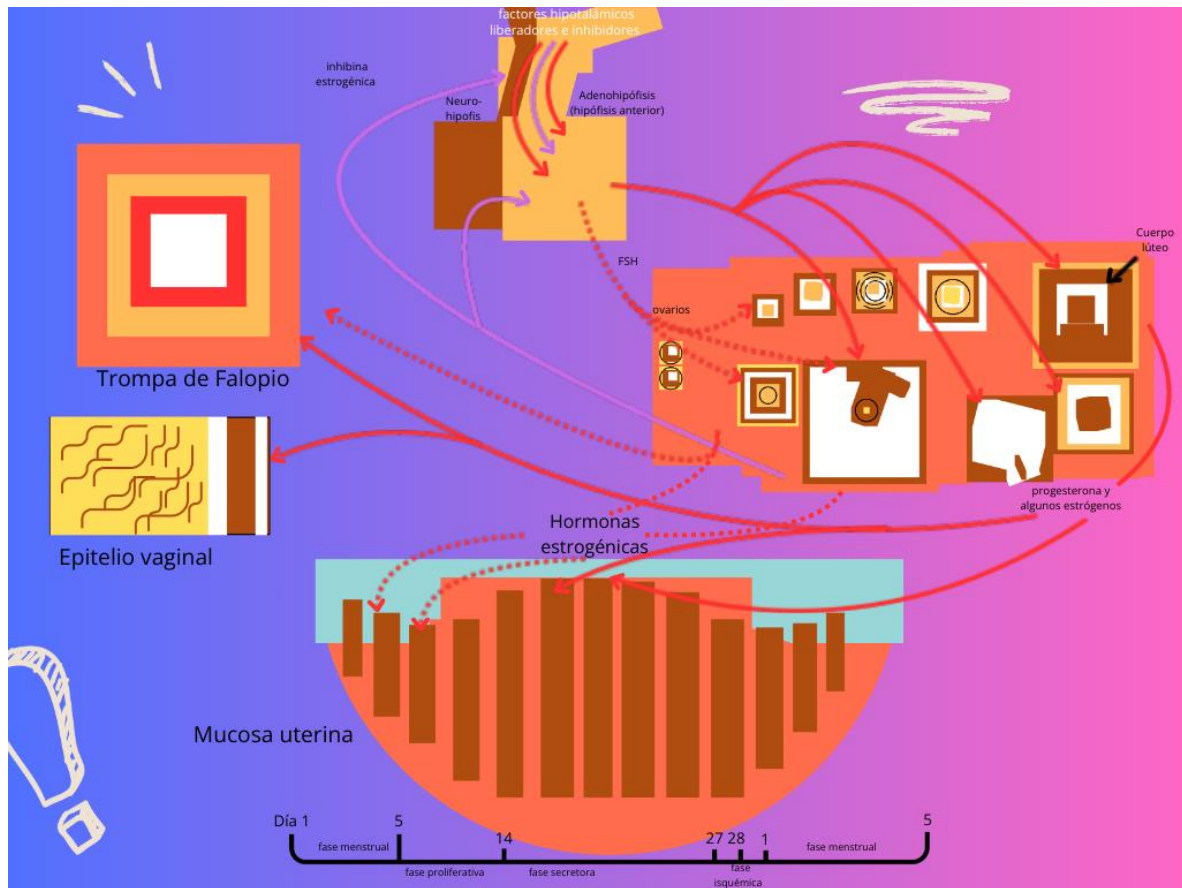 factores hipotalámicos
liberadores e inhibidores
inhibina
estrogénica
Neuro-
hipofis
Adenohipófisis
(hipófisis anterior)
Cuerpo
lúteo
FSH
ovarios
Trompa de Falopio
Epitelio vaginal
progesterona y
algunos estrógenos
Hormonas
estrogénicas
Mucosa uterina
Día 1
5
14
27
28
1
5
fase menstrual
fase proliferativa
fase secretora
fase
isquémica
fase menstrual